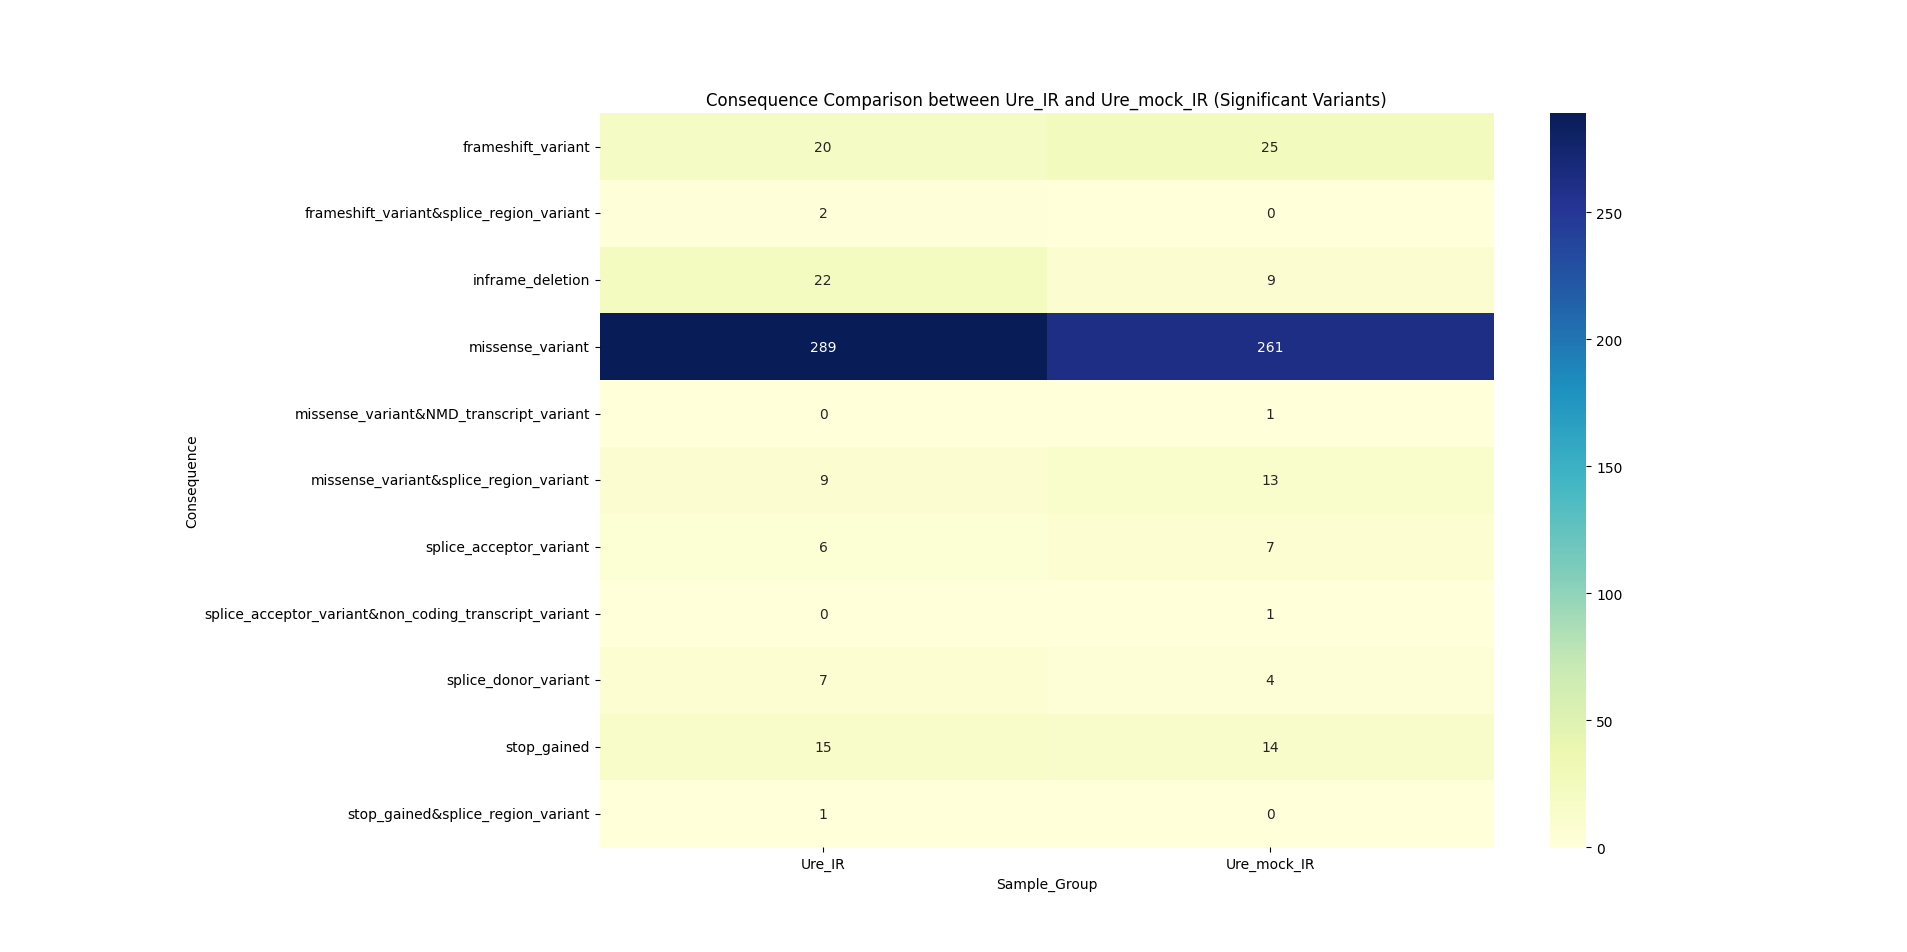 Consequence Comparison between Ure_IR and Ure_mock_IR (Significant Variants)
frameshift_variant 20 25
frameshift_variant&splice_region_variant 2 0
inframe_deletion 22 9
missense_variant 289 261
missense_variant&NMD_transcript_variant 0 1
missense_variant&splice_region_variant 9 13
splice_acceptor_variant 6 7
splice_acceptor_variant&non_coding_transcript_variant 0 1
splice_donor_variant 7 4
stop_gained 15 14
stop_gained&splice_region_variant 1 0
Consequence
Ure_IR Ure_mock_IR
Sample_Group
250
200
150
100
50
0